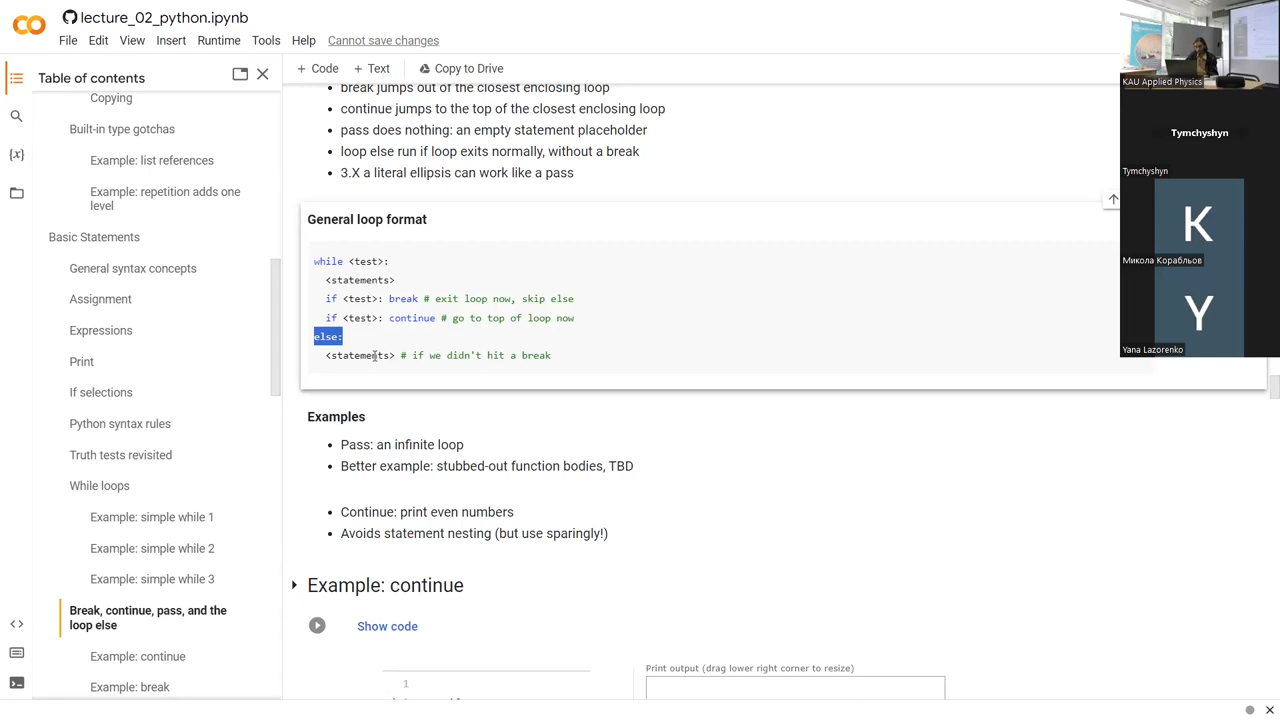 lecture_02_python.ipynb
File Edit View Insert Runtime Tools Help Cannot save changes
Table of contents
Copying
Built-in type gotchas
Example: list references
Example: repetition adds one
level
Basic Statements
General syntax concepts
Assignment
Expressions
Print
If selections
Python syntax rules
Truth tests revisited
While loops
Example: simple while 1
Example: simple while 2
Example: simple while 3
Break, continue, pass, and the
loop else
Example: continue
Example: break
+ Code + Text Copy to Drive
break jumps out of the closest enclosing loop
continue jumps to the top of the closest enclosing loop
pass does nothing: an empty statement placeholder
loop else run if loop exits normally, without a break
3.X a literal ellipsis can work like a pass
General loop format
while <test>:
<statements>
if <test>: break # exit loop now, skip else
if <test>: continue # go to top of loop now
else:
<statements> # if we didn't hit a break
Examples
Pass: an infinite loop
Better example: stubbed-out function bodies, TBD
Continue: print even numbers
Avoids statement nesting (but use sparingly!)
Example: continue
Show code
1
Print output (drag lower right corner to resize)
KAU Applied Physics
Tymchyshyn
Tymchyshyn
K
Микола Корабльов
Y
Yana Lazorenko